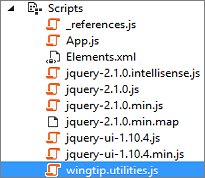 Scripts
_references.js
App.js
Elements.xml
jquery-2.1.0.intellisense.js
jquery-2.1.0.js
jquery-2.1.0.min.js
jquery-2.1.0.min.map
jquery-ui-1.10.4.js
jquery-ui-1.10.4.min.js
wingtip.utilities.js